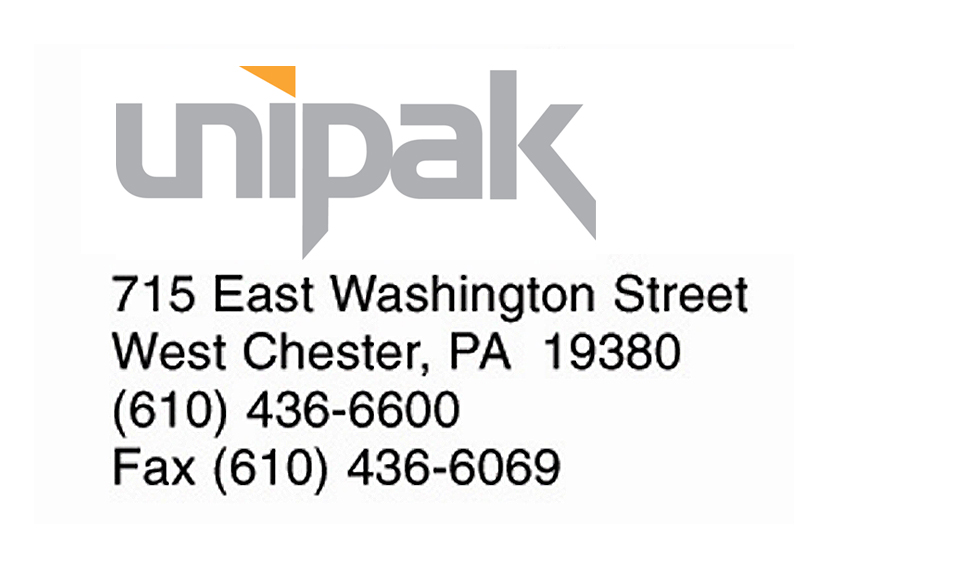 unipak
715 East Washington Street
West Chester, PA  19380
(610) 436-6600
Fax (610) 436-6069